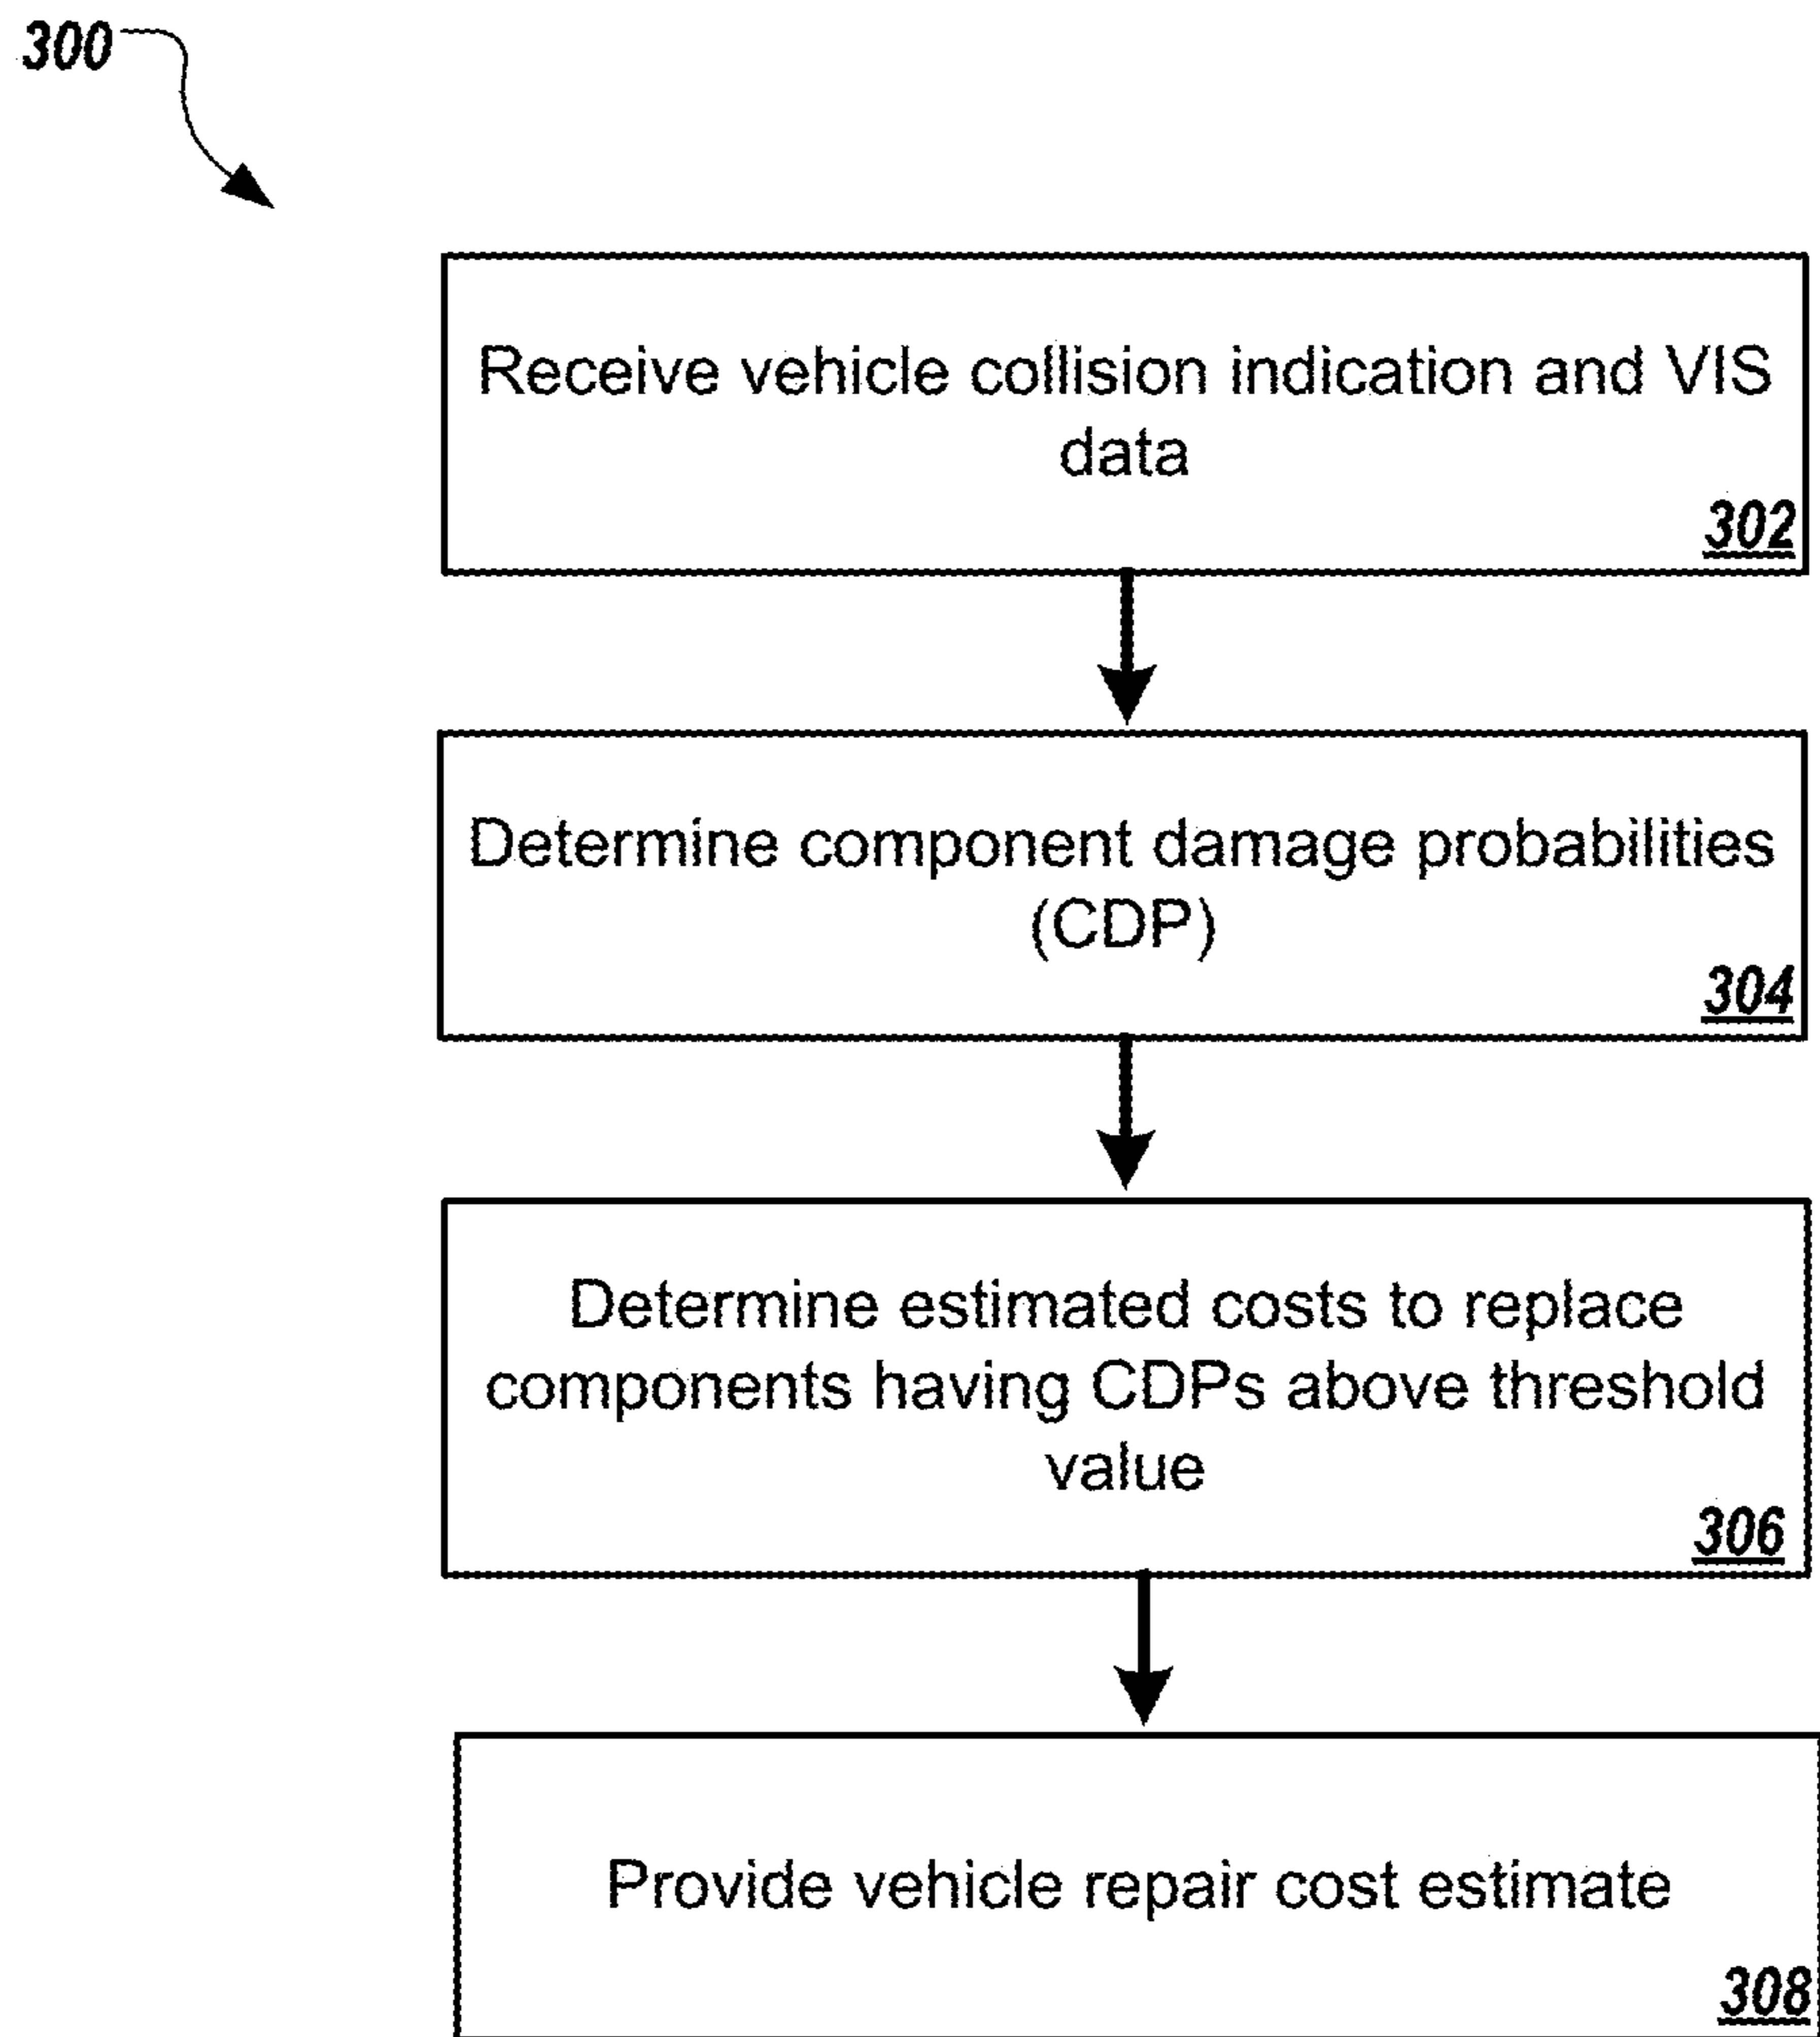 300
Receive vehicle collision indication and VIS
data
302
Determine component damage probabilities
(CDP)
304
Determine estimated costs to replace
components having CDPs above threshold
value
306
Provide vehicle repair cost estimate
308